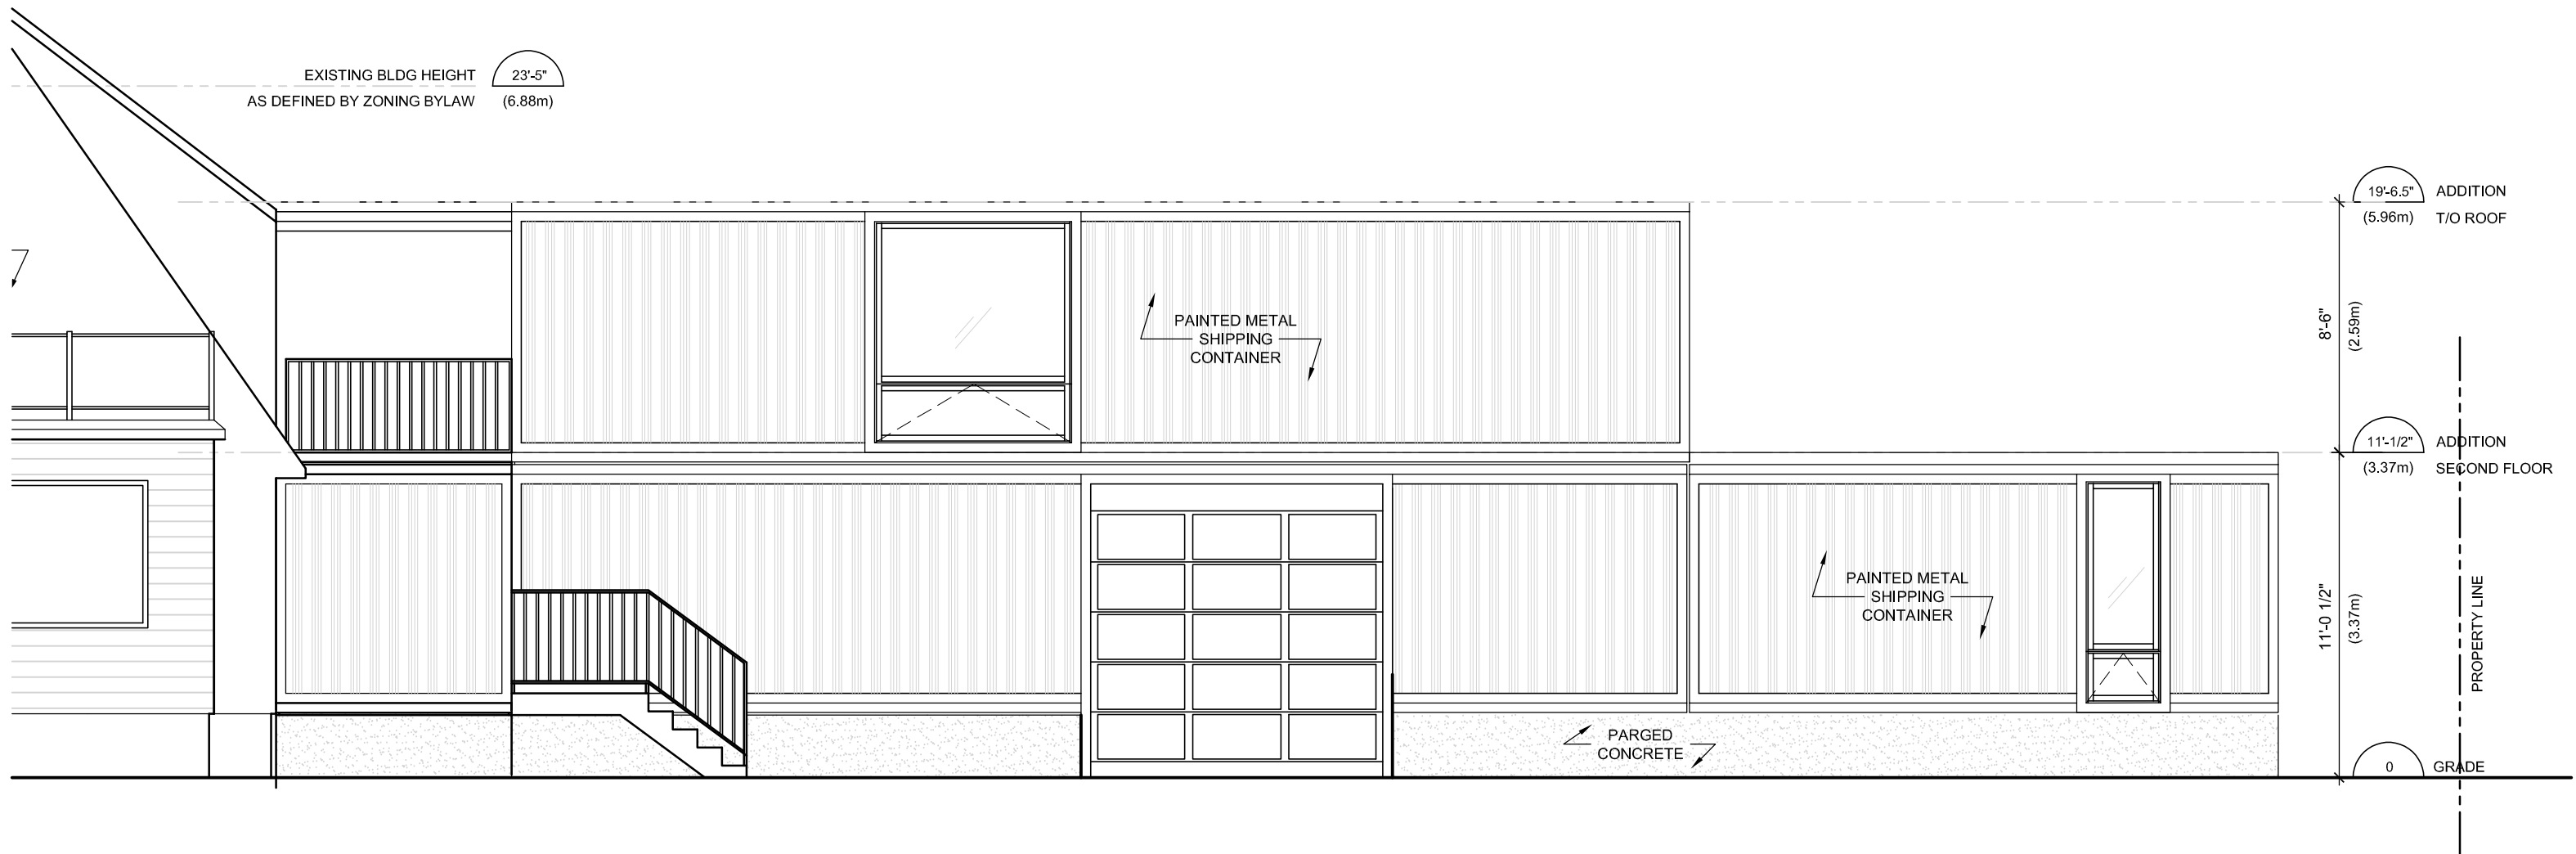 EXISTING BLDG HEIGHT
23'-5"
AS DEFINED BY ZONING BYLAW
(6.88m)
19'-6.5"
ADDITION
(5.96m)
T/O ROOF
8'-6"
(2.59m)
PAINTED METAL
SHIPPING
CONTAINER
11'-1/2"
ADDITION
(3.37m)
SECOND FLOOR
PAINTED METAL
SHIPPING
CONTAINER
11'-0 1/2"
(3.37m)
PROPERTY LINE
PARGED
CONCRETE
0
GRADE